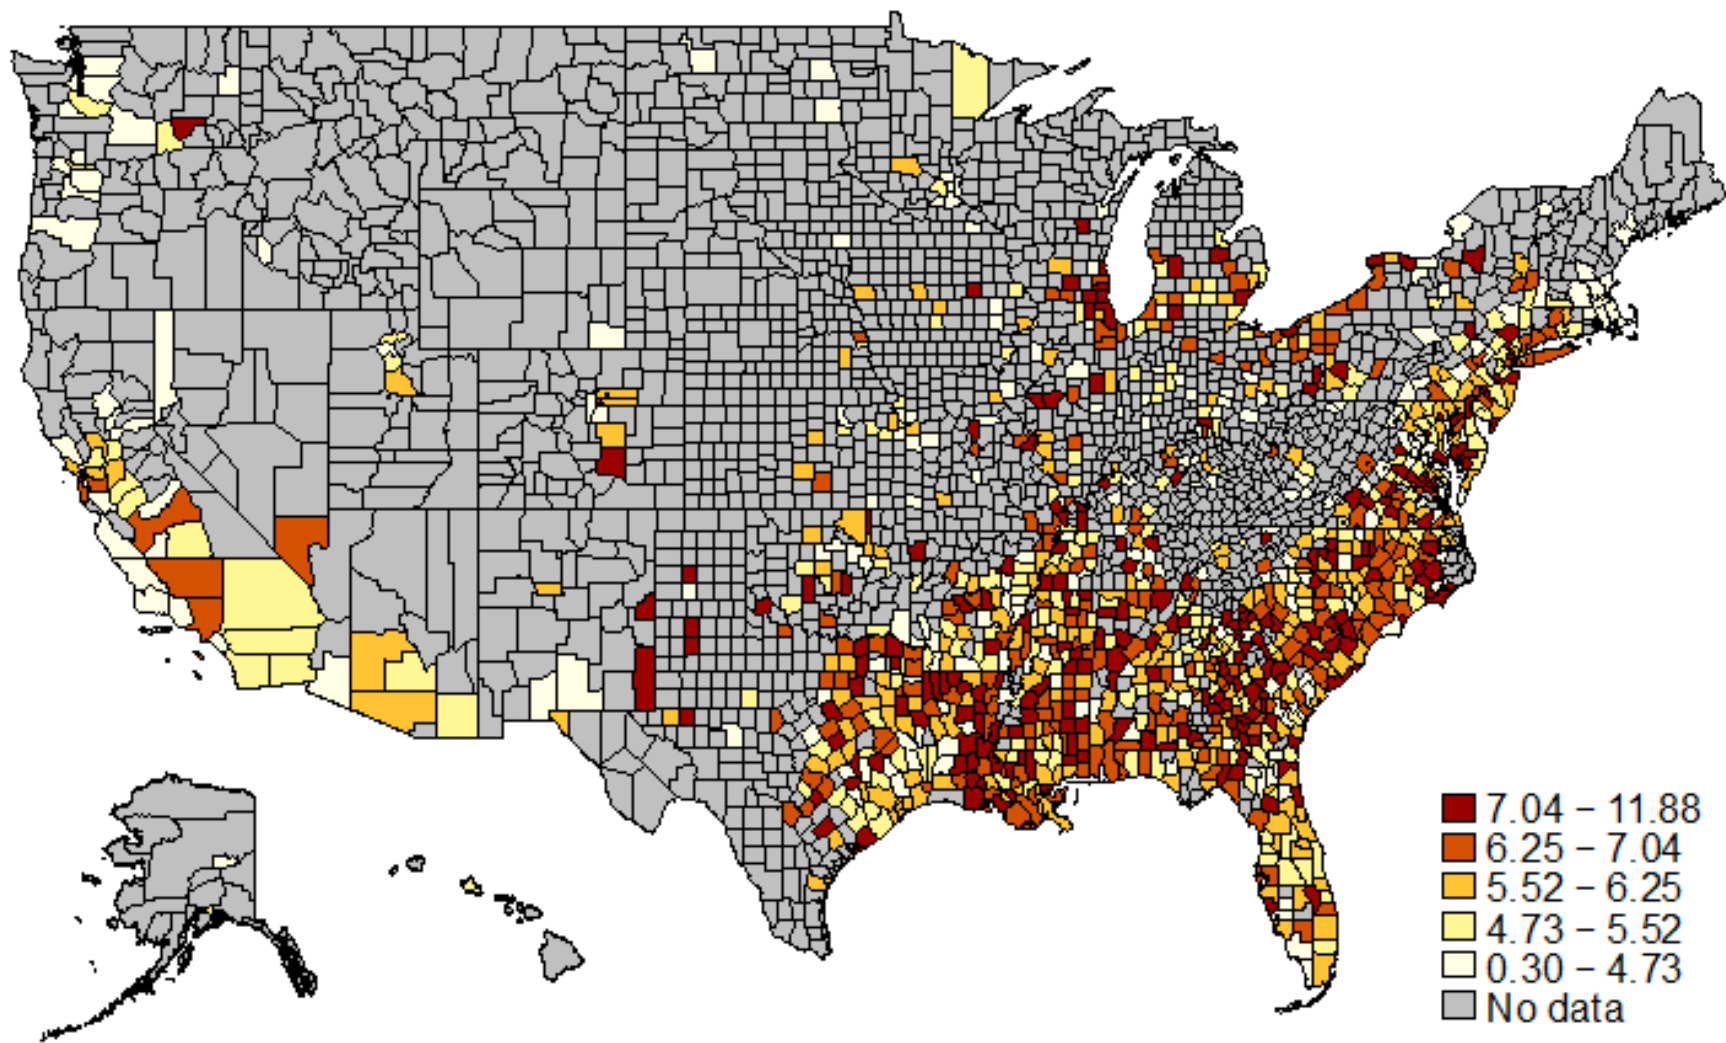 7.04 – 11.88
6.25 – 7.04
5.52 – 6.25
4.73 – 5.52
0.30 – 4.73
No data